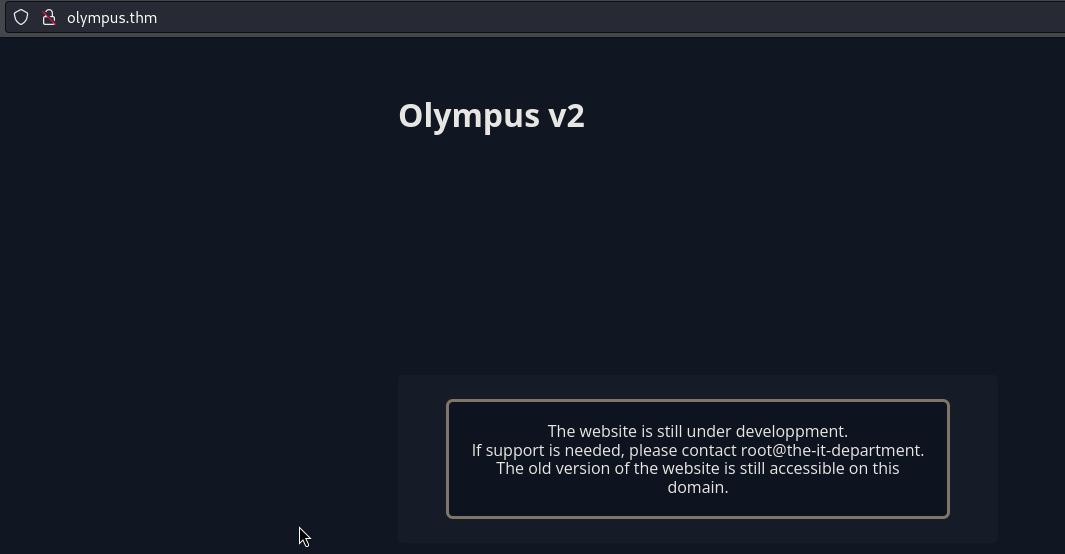 olympus.thm
Olympus v2
The website is still under developpment.
If support is needed, please contact root@the-it-department.
The old version of the website is still accessible on this
domain.